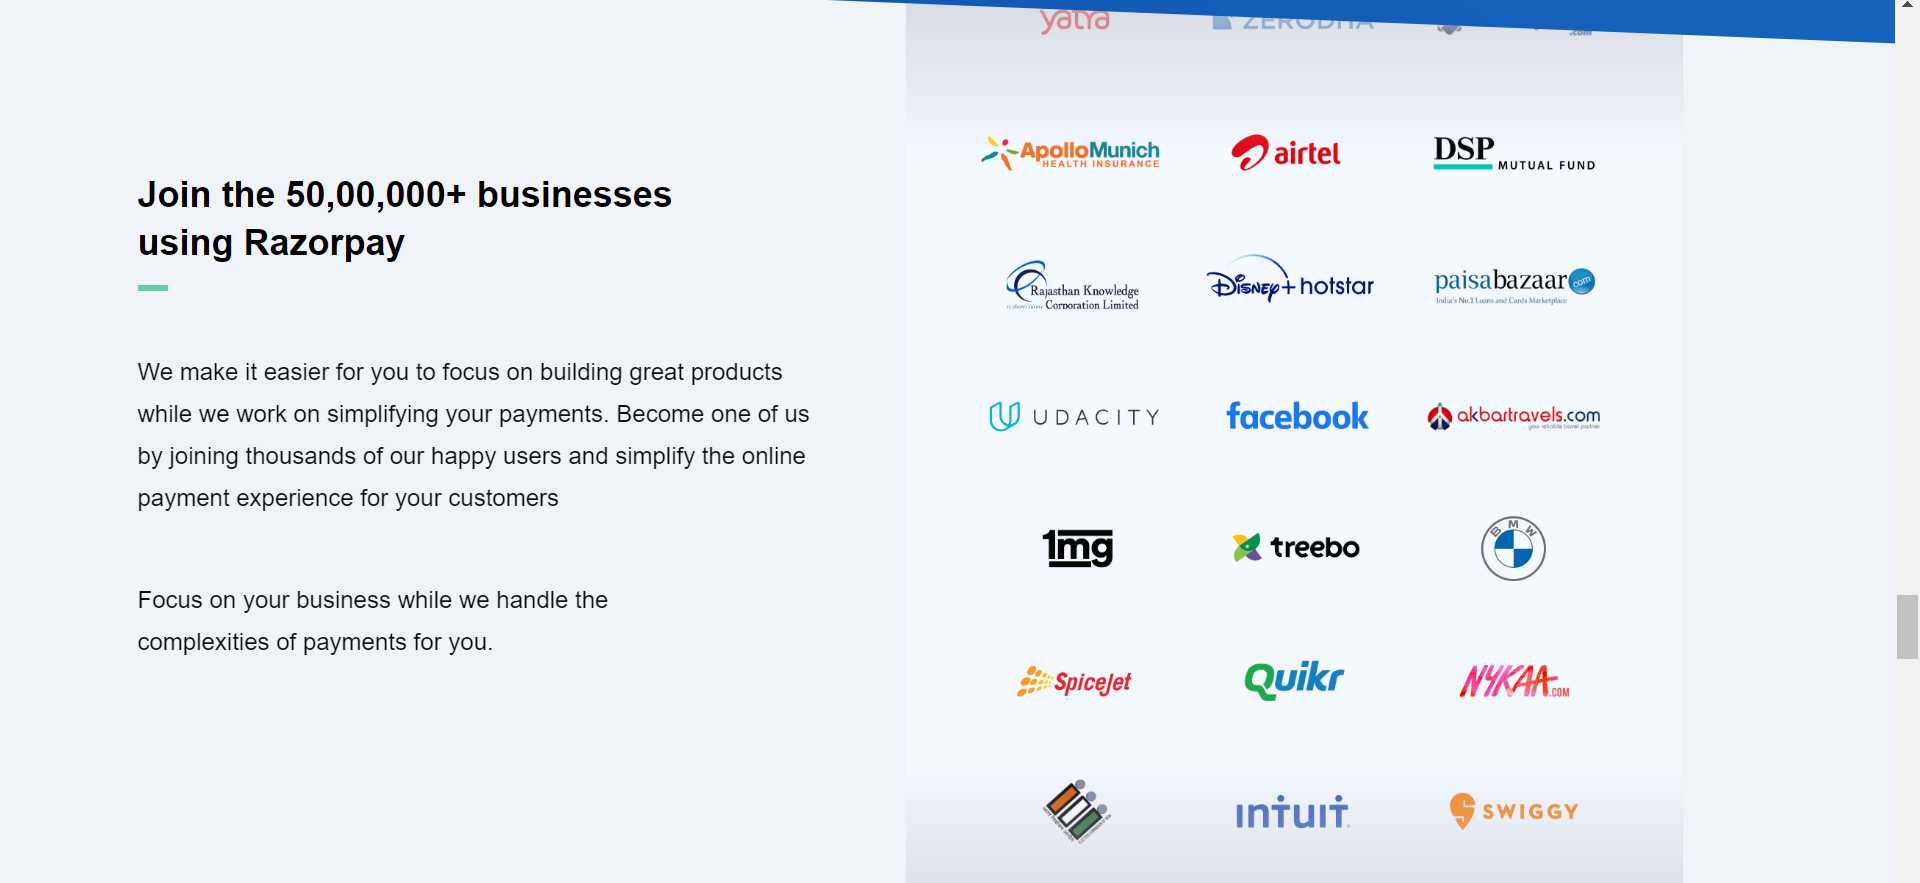 yatra ZERODHA .com
Join the 50,00,000+ businesses
using Razorpay
We make it easier for you to focus on building great products
while we work on simplifying your payments. Become one of us
by joining thousands of our happy users and simplify the online
payment experience for your customers
Focus on your business while we handle the
complexities of payments for you.
ApolloMunich
HEALTH INSURANCE
airtel
DSP
MUTUAL FUND
Rajasthan Knowledge
Corporation Limited
Disney+ hotstar
paisabazaar com
India's No.1 Loans and Cards Marketplace
UDACITY
facebook
akbartravels.com
your reliable travel partner
1mg
treebo
BMW
SpiceJet
Quikr
NYKAA.COM
INTUIT
SWIGGY